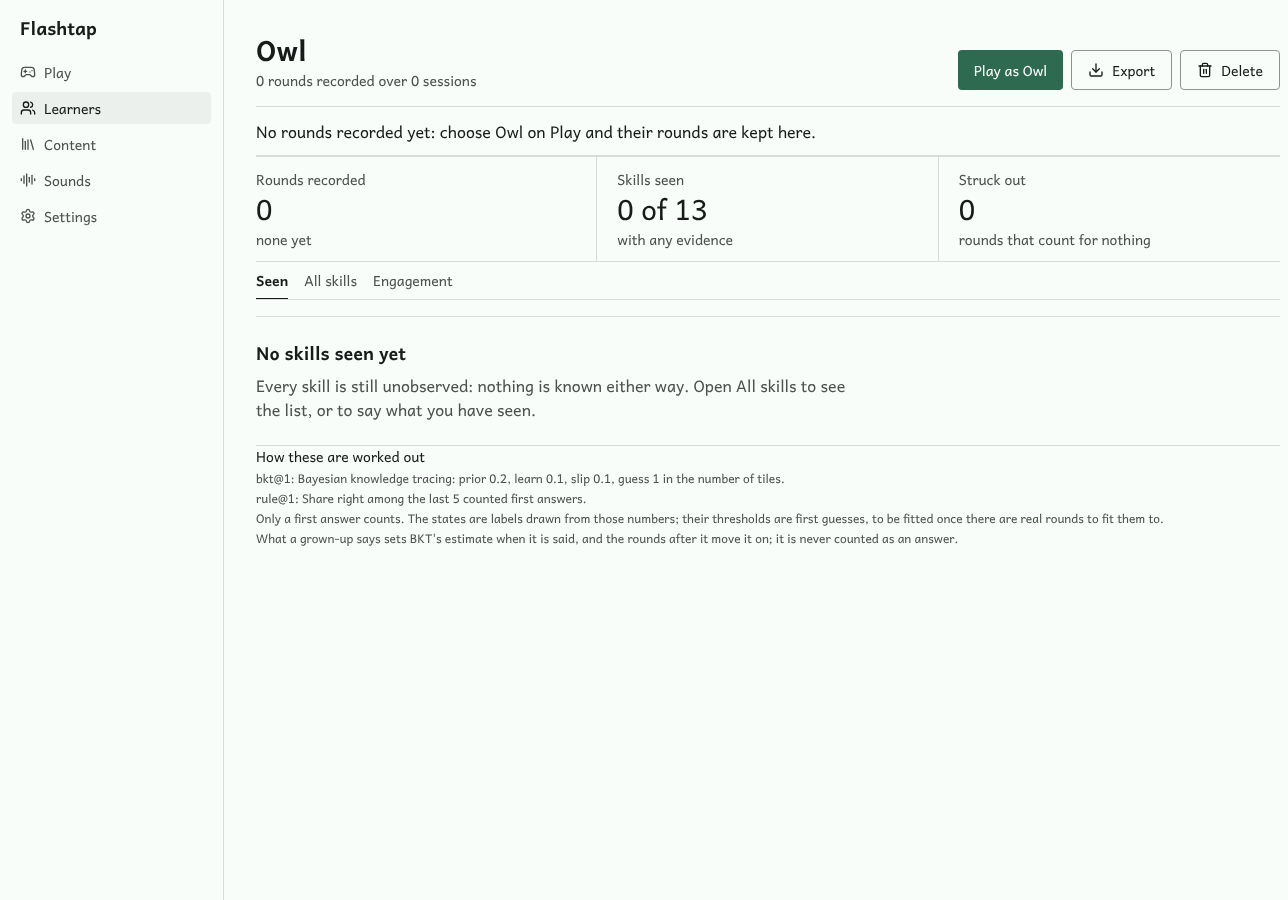 Flashtap
Play
Learners
Content
Sounds
Settings
Owl
0 rounds recorded over 0 sessions
Play as Owl
Export
Delete
No rounds recorded yet: choose Owl on Play and their rounds are kept here.
Rounds recorded
0
none yet
Skills seen
0 of 13
with any evidence
Struck out
0
rounds that count for nothing
Seen
All skills
Engagement
No skills seen yet
Every skill is still unobserved: nothing is known either way. Open All skills to see
the list, or to say what you have seen.
How these are worked out
bkt@1: Bayesian knowledge tracing: prior 0.2, learn 0.1, slip 0.1, guess 1 in the number of tiles.
rule@1: Share right among the last 5 counted first answers.
Only a first answer counts. The states are labels drawn from those numbers; their thresholds are first guesses, to be fitted once there are real rounds to fit them to.
What a grown-up says sets BKT's estimate when it is said, and the rounds after it move it on; it is never counted as an answer.